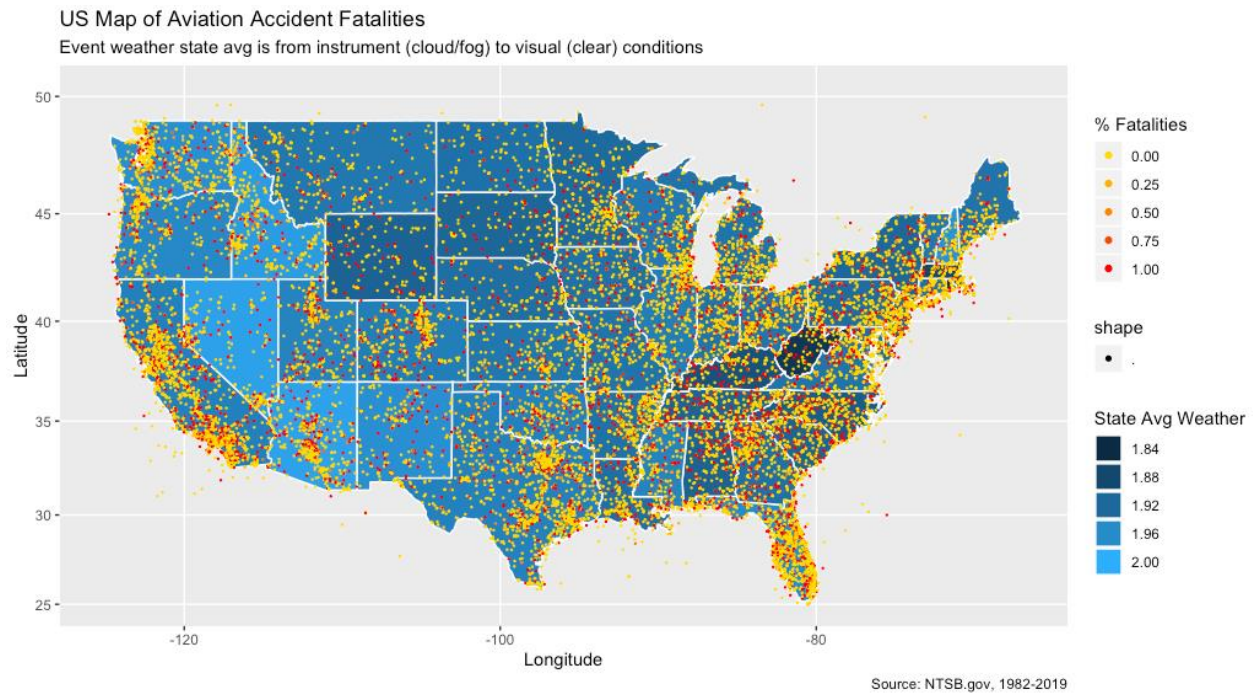 US Map of Aviation Accident Fatalities
Event weather state avg is from instrument (cloud/fog) to visual (clear) conditions
50
45
40
35
30
25
Latitude
-120
-100
-80
Longitude
% Fatalities
0.00
0.25
0.50
0.75
1.00
shape
.
State Avg Weather
1.84
1.88
1.92
1.96
2.00
Source: NTSB.gov, 1982-2019